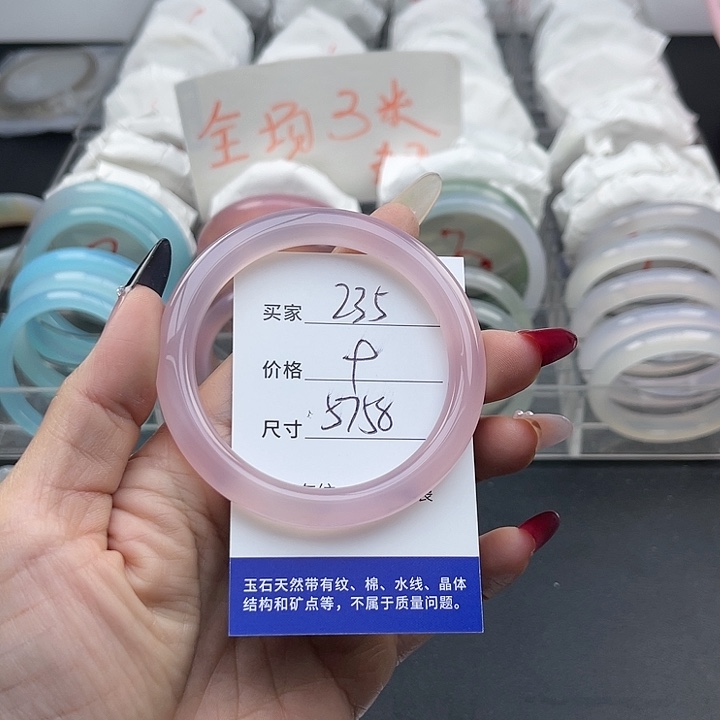 全场3米起
买家 235
价格
尺寸 5758
玉石天然带有纹、棉、水线、晶体
结构和矿点等，不属于质量问题。